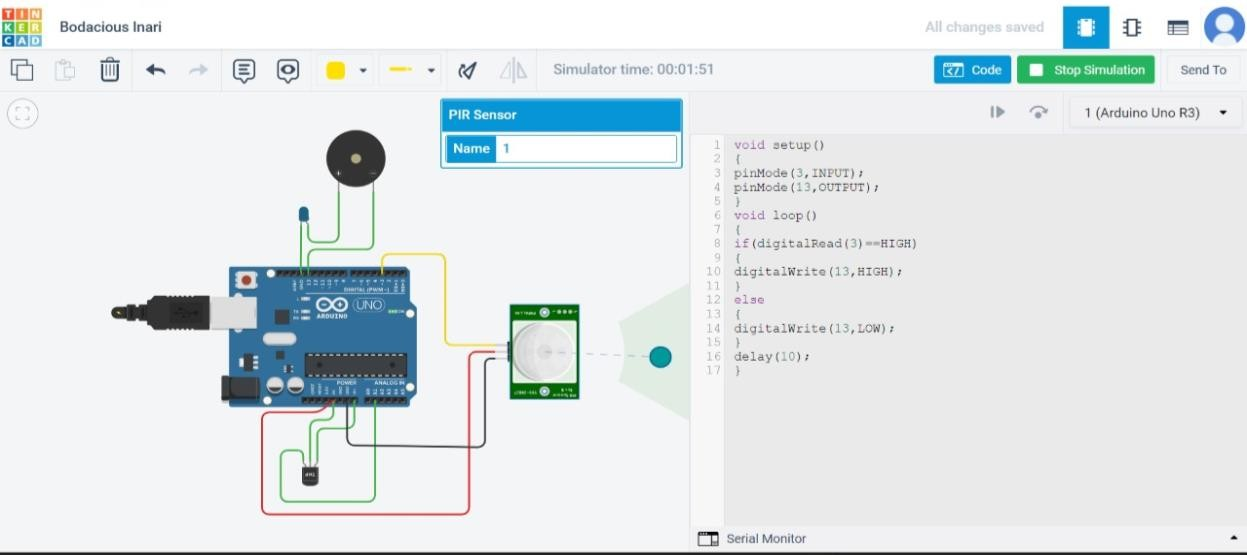 TIN
KER
CAD
Bodacious Inari
All changes saved
Simulator time: 00:01:51
Code
Stop Simulation
Send To
PIR Sensor
Name 1
1 (Arduino Uno R3)
1 void setup()
2 {
3 pinMode(3,INPUT);
4 pinMode(13,OUTPUT);
5 }
6 void loop()
7 {
8 if(digitalRead(3)==HIGH)
9 {
10 digitalWrite(13,HIGH);
11 }
12 else
13 {
14 digitalWrite(13,LOW);
15 }
16 delay(10);
17 }
DIGITAL (PWM ~)
UNO
ARDUINO
POWER
ANALOG IN
TMP
Serial Monitor